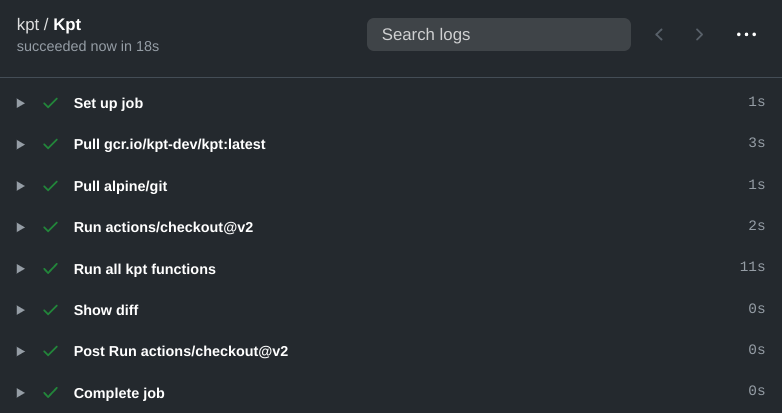 kpt / Kpt
succeeded now in 18s
Search logs
Set up job 1s
Pull gcr.io/kpt-dev/kpt:latest 3s
Pull alpine/git 1s
Run actions/checkout@v2 2s
Run all kpt functions 11s
Show diff 0s
Post Run actions/checkout@v2 0s
Complete job 0s